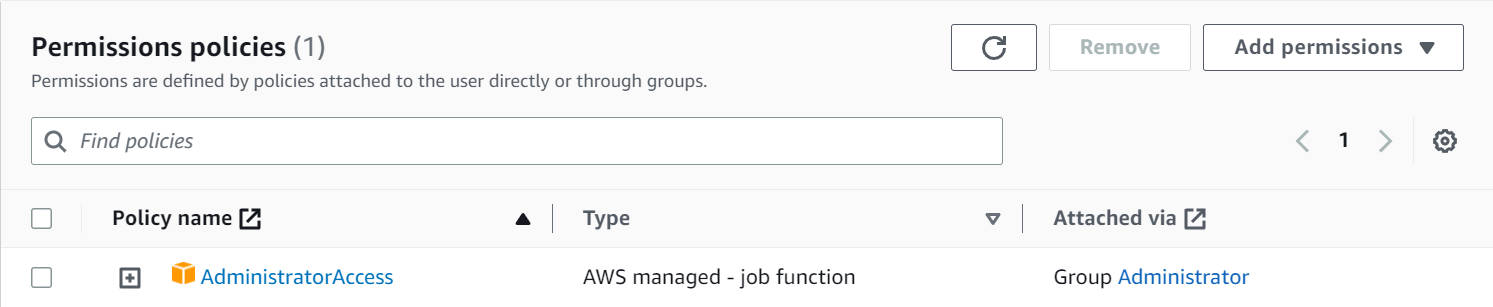 Permissions policies (1)
Remove
Add permissions
Permissions are defined by policies attached to the user directly or through groups.
Find policies
1
Policy name
Type
Attached via
AdministratorAccess
AWS managed - job function
Group Administrator